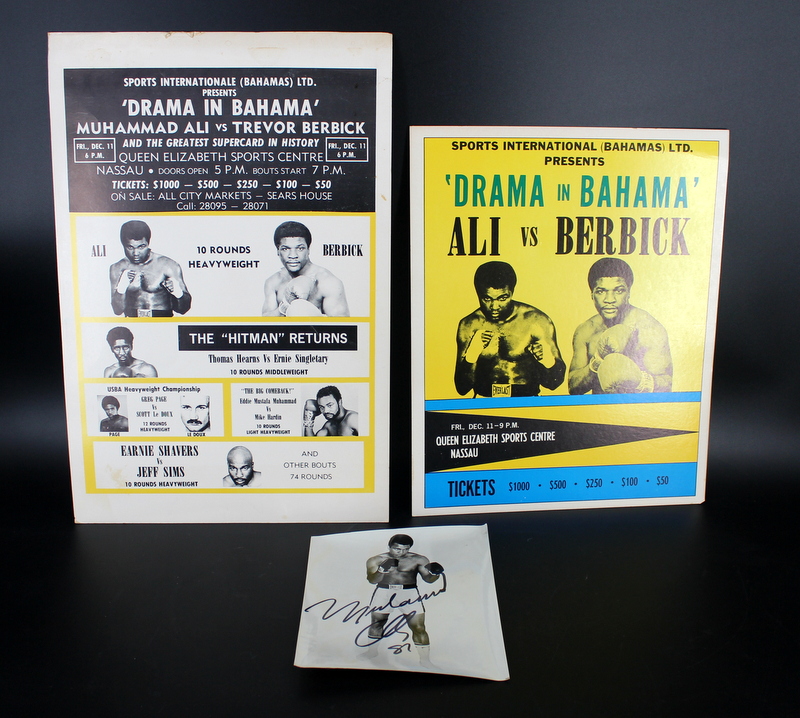 SPORTS INTERNATIONALE (BAHAMAS) LTD.
PRESENTS
'DRAMA IN BAHAMA'
MUHAMMAD ALI VS TREVOR BERBICK
FRI., DEC. 11
6 P.M.
AND THE GREATEST SUPERCARD IN HISTORY
FRI., DEC. 11
6 P.M.
QUEEN ELIZABETH SPORTS CENTRE
NASSAU • DOORS OPEN 5 P.M. BOUTS START 7 P.M.
TICKETS: $1000 — $500 — $250 — $100 — $50
ON SALE: ALL CITY MARKETS — SEARS HOUSE
Call: 28095 — 28071
ALI
10 ROUNDS
HEAVYWEIGHT
BERBICK
THE "HITMAN" RETURNS
Thomas Hearns Vs Ernie Singletary
10 ROUNDS MIDDLEWEIGHT
USBA Heavyweight Championship
GREG PAGE
Vs
SCOTT Le DOUX
12 ROUNDS
HEAVYWEIGHT
PAGE
LE DOUX
"THE BIG COMEBACK!"
Eddie Mustafa Muhammad
Vs
Mike Hardin
10 ROUNDS
LIGHT HEAVYWEIGHT
EARNIE SHAVERS
Vs
JEFF SIMS
10 ROUNDS HEAVYWEIGHT
AND
OTHER BOUTS
74 ROUNDS
SPORTS INTERNATIONAL (BAHAMAS) LTD.
PRESENTS
'DRAMA IN BAHAMA'
ALI VS BERBICK
EVERLAST
FRI, DEC. 11-9 P.M.
QUEEN ELIZABETH SPORTS CENTRE
NASSAU
TICKETS $1000 • $500 • $250 • $100 • $50
Muhammad
Ali
81